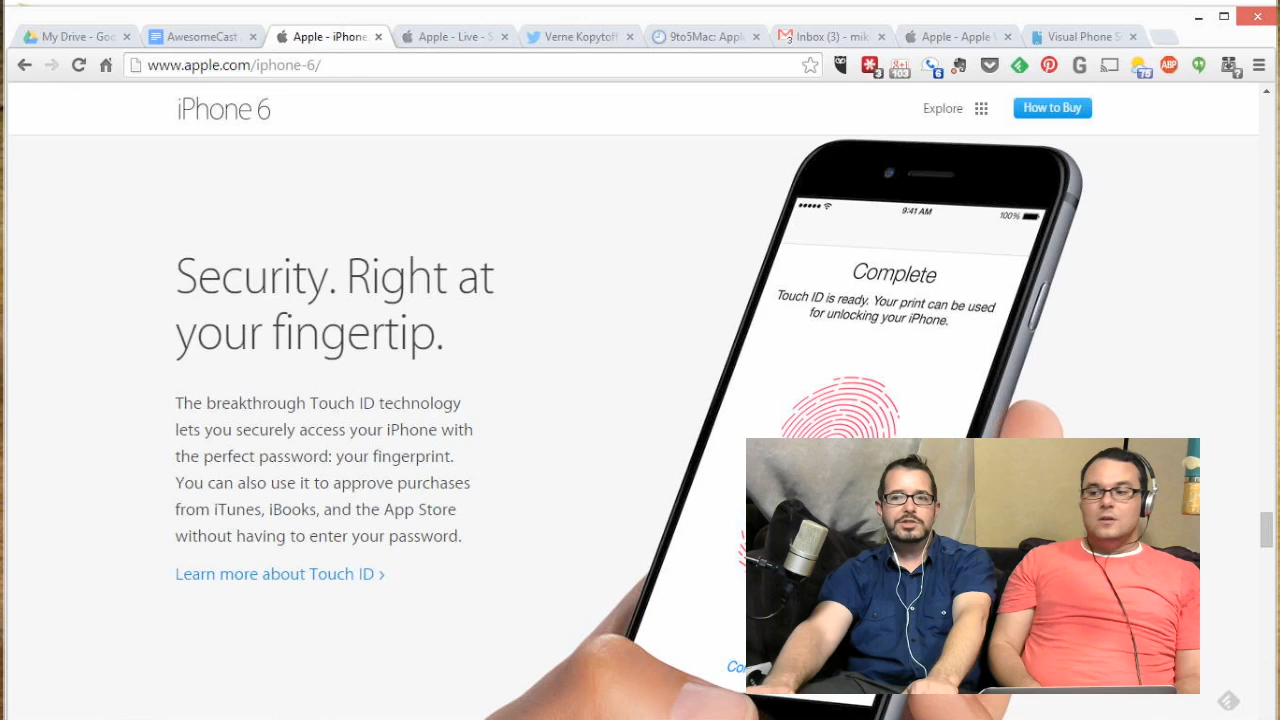 My Drive - Goo
AwesomeCast
Apple - iPhone
Apple - Live - S
Verne Kopytoff
9to5Mac: Appl
Inbox (3) - mik
Apple - Apple
Visual Phone S
www.apple.com/iphone-6/
3
103
6
75
?
iPhone 6
Explore
How to Buy
9:41 AM
100%
Complete
Touch ID is ready. Your print can be used
for unlocking your iPhone.
Security. Right at
your fingertip.
The breakthrough Touch ID technology
lets you securely access your iPhone with
the perfect password: your fingerprint.
You can also use it to approve purchases
from iTunes, iBooks, and the App Store
without having to enter your password.
Learn more about Touch ID ›